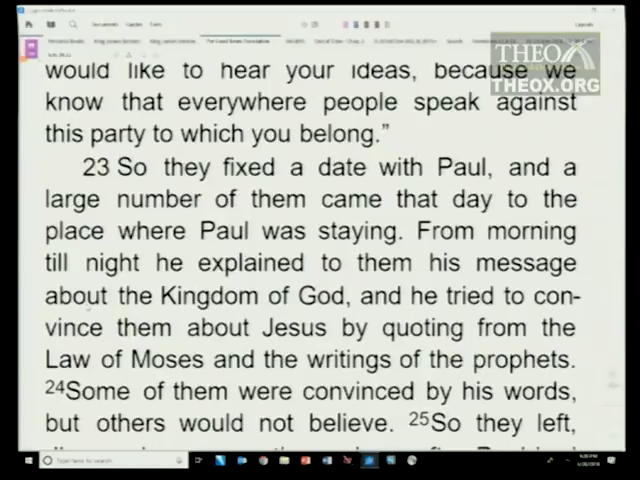 THEOX
THEOX.ORG
would like to hear your ideas, because we
know that everywhere people speak against
this party to which you belong.”
23 So they fixed a date with Paul, and a
large number of them came that day to the
place where Paul was staying. From morning
till night he explained to them his message
about the Kingdom of God, and he tried to con-
vince them about Jesus by quoting from the
Law of Moses and the writings of the prophets.
24Some of them were convinced by his words,
but others would not believe. 25So they left,
Type here to search